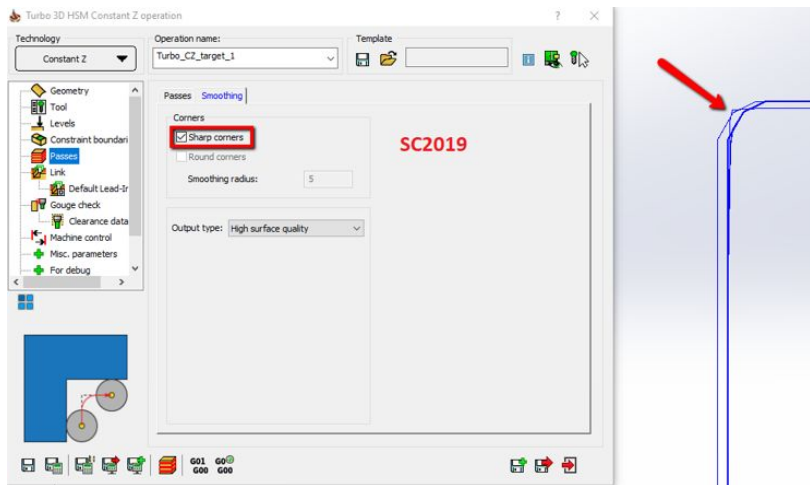 Turbo 3D HSM Constant Z operation
? ×
Technology
Constant Z
Operation name:
Turbo_CZ_target_1
Template
Geometry
Tool
Levels
Constraint boundari
Passes
Link
Default Lead-Ir
Gouge check
Clearance data
Machine control
Misc. parameters
For debug
Passes Smoothing
Corners
Sharp corners
Round corners
Smoothing radius: 5
Output type: High surface quality
SC2019
G01 G00
G00 G00